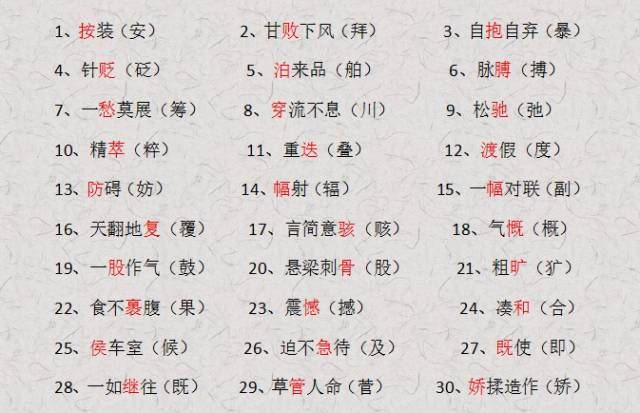 1、按装（安） 2、甘败下风（拜） 3、自抱自弃（暴）
4、针贬（砭） 5、泊来品（舶） 6、脉膊（搏）
7、一愁莫展（筹） 8、穿流不息（川） 9、松驰（弛）
10、精萃（粹） 11、重迭（叠） 12、渡假（度）
13、防碍（妨） 14、幅射（辐） 15、一幅对联（副）
16、天翻地复（覆） 17、言简意骇（赅） 18、气慨（概）
19、一股作气（鼓） 20、悬梁刺骨（股） 21、粗旷（犷）
22、食不裹腹（果） 23、震憾（撼） 24、凑和（合）
25、侯车室（候） 26、迫不急待（及） 27、既使（即）
28、一如继往（既） 29、草管人命（菅） 30、娇揉造作（矫）